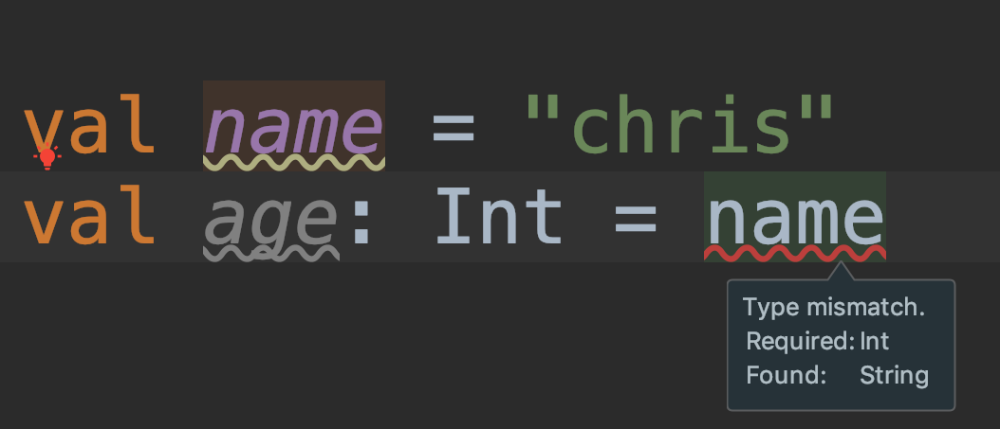 val name = "chris"
val age: Int = name
Type mismatch.
Required: Int
Found: String